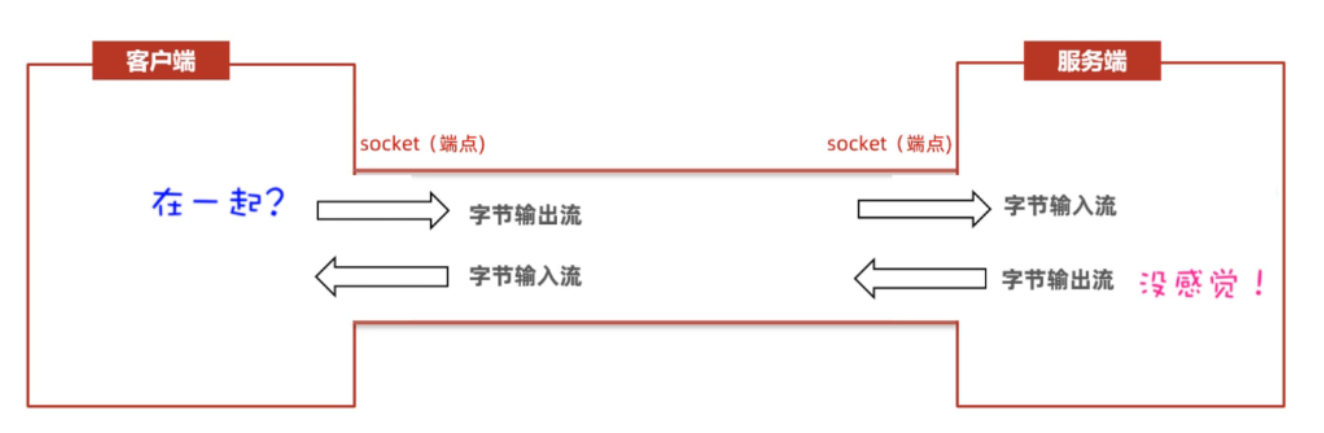 客户端
服务端
socket（端点)
socket（端点)
在一起?
字节输出流
字节输入流
字节输入流
字节输出流
没感觉！